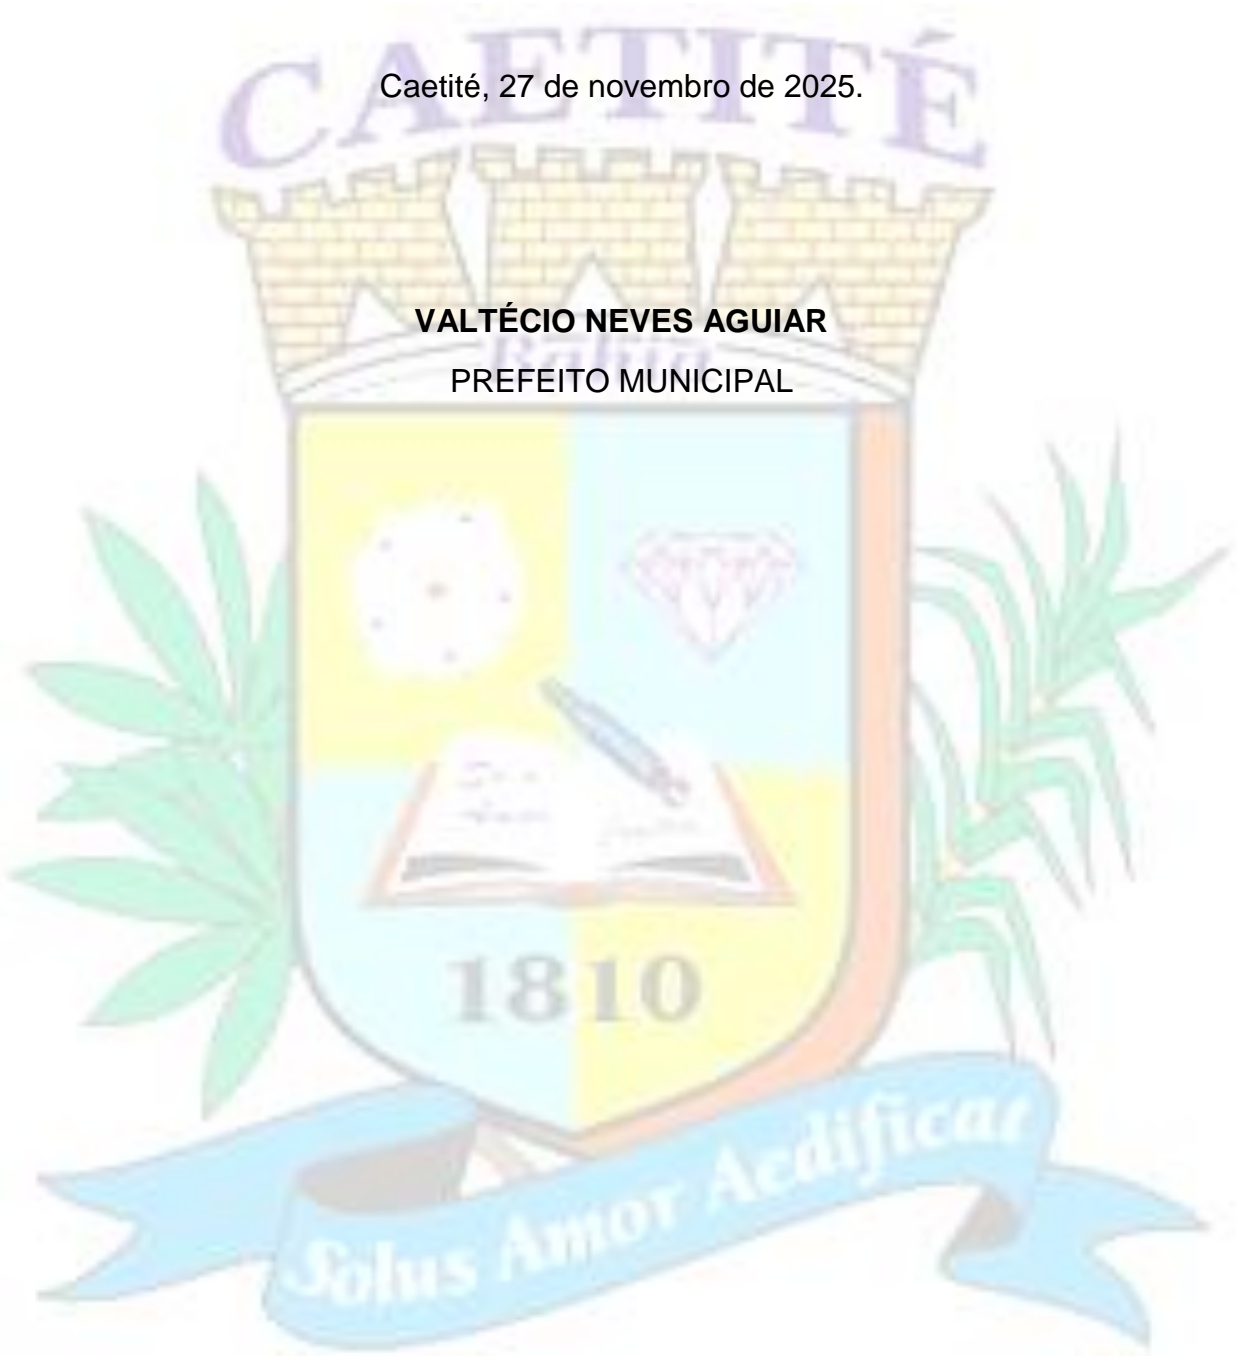 CAETITÉ
Caetité, 27 de novembro de 2025.
VALTÉCIO NEVES AGUIAR
Bahia
PREFEITO MUNICIPAL
1810
Solus Amor Aedificat